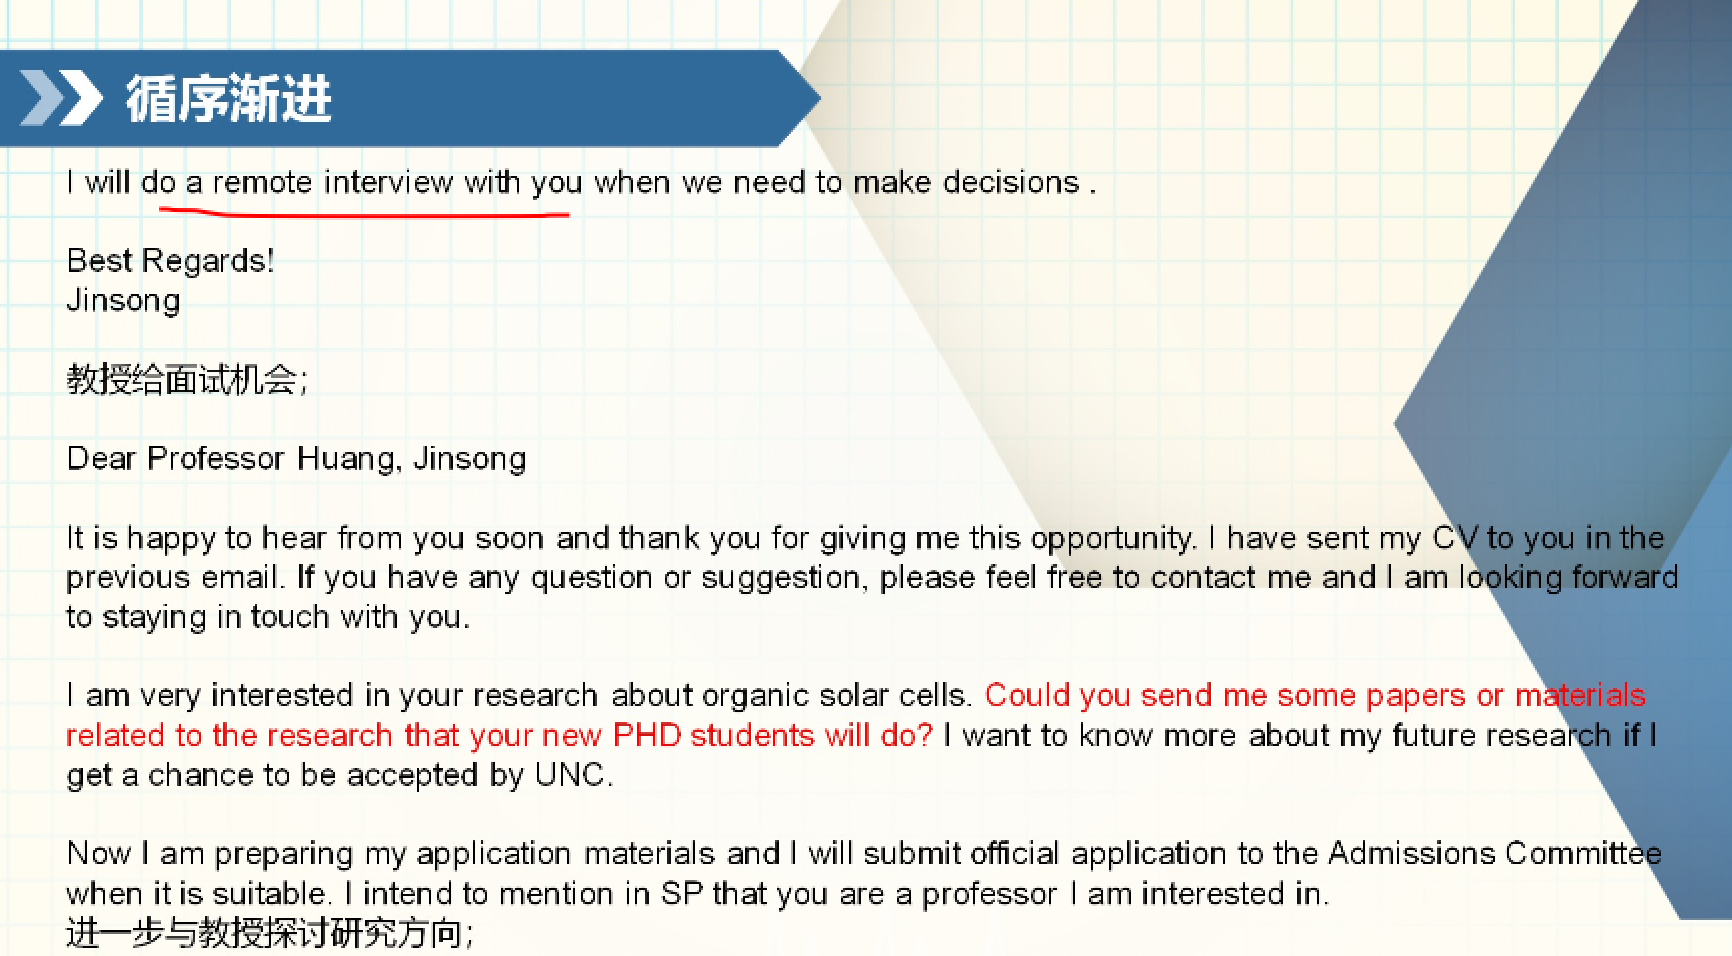 循序渐进
I will do a remote interview with you when we need to make decisions .
Best Regards!
Jinsong
教授给面试机会;
Dear Professor Huang, Jinsong
It is happy to hear from you soon and thank you for giving me this opportunity. I have sent my CV to you in the
previous email. If you have any question or suggestion, please feel free to contact me and I am looking forward
to staying in touch with you.
I am very interested in your research about organic solar cells. Could you send me some papers or materials
related to the research that your new PHD students will do? I want to know more about my future research if I
get a chance to be accepted by UNC.
Now I am preparing my application materials and I will submit official application to the Admissions Committee
when it is suitable. I intend to mention in SP that you are a professor I am interested in.
进一步与教授探讨研究方向;